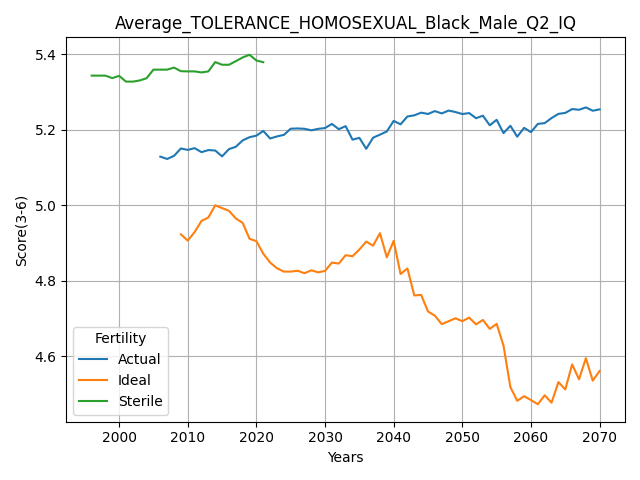 Average_TOLERANCE_HOMOSEXUAL_Black_Male_Q2_IQ
Score(3-6)
5.4
5.2
5.0
4.8
4.6
Fertility
Actual
Ideal
Sterile
2000 2010 2020 2030 2040 2050 2060 2070
Years